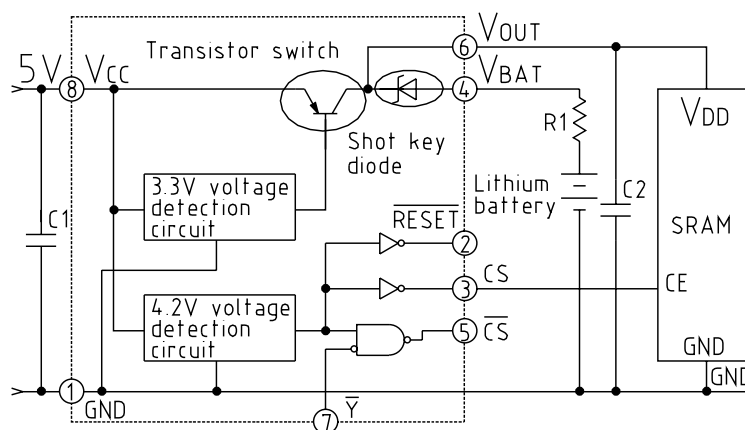 5V
8
VCC
Transistor switch
6
VOUT
4
VBAT
Shot key
diode
R1
VDD
3.3V voltage
detection
circuit
C1
RESET
2
Lithium
battery
C2
SRAM
CS
3
CE
4.2V voltage
detection
circuit
5
CS
GND
GND
1
GND
7
Y